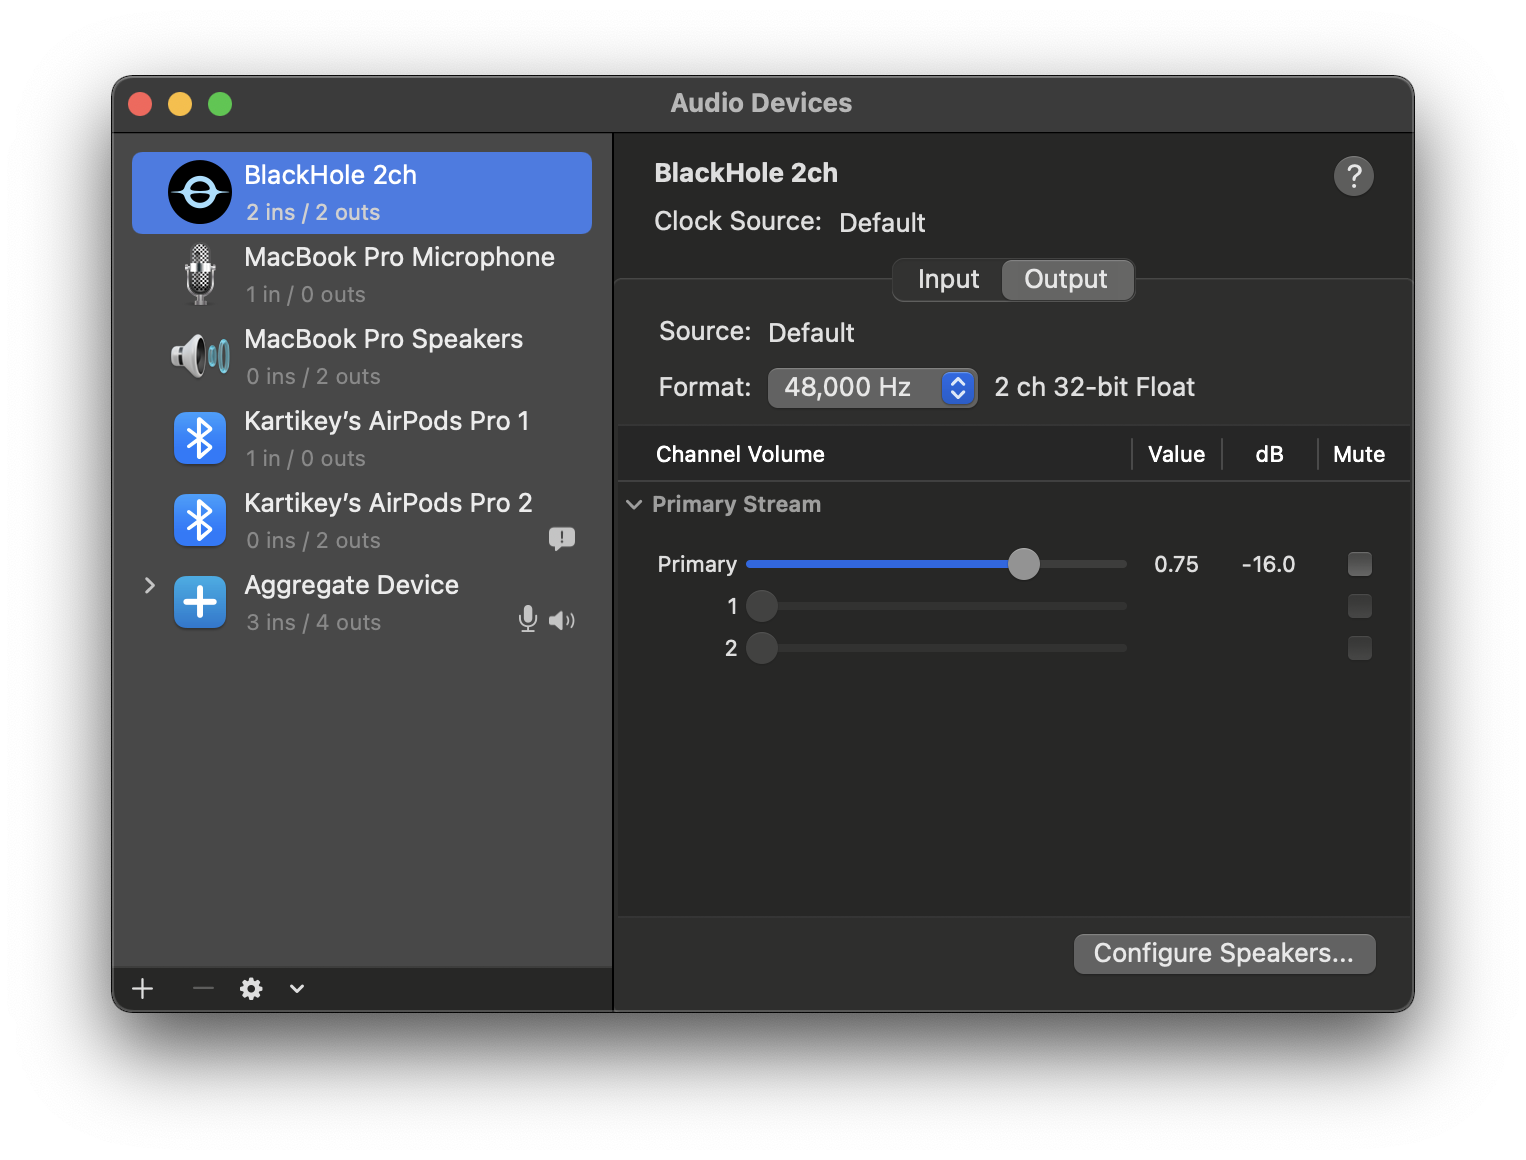 Audio Devices
BlackHole 2ch
2 ins / 2 outs
MacBook Pro Microphone
1 in / 0 outs
MacBook Pro Speakers
0 ins / 2 outs
Kartikey’s AirPods Pro 1
1 in / 0 outs
Kartikey’s AirPods Pro 2
0 ins / 2 outs
Aggregate Device
3 ins / 4 outs
BlackHole 2ch
?
Clock Source: Default
Input Output
Source: Default
Format: 48,000 Hz 2 ch 32-bit Float
Channel Volume Value dB Mute
Primary Stream
Primary 0.75 -16.0
1
2
Configure Speakers...